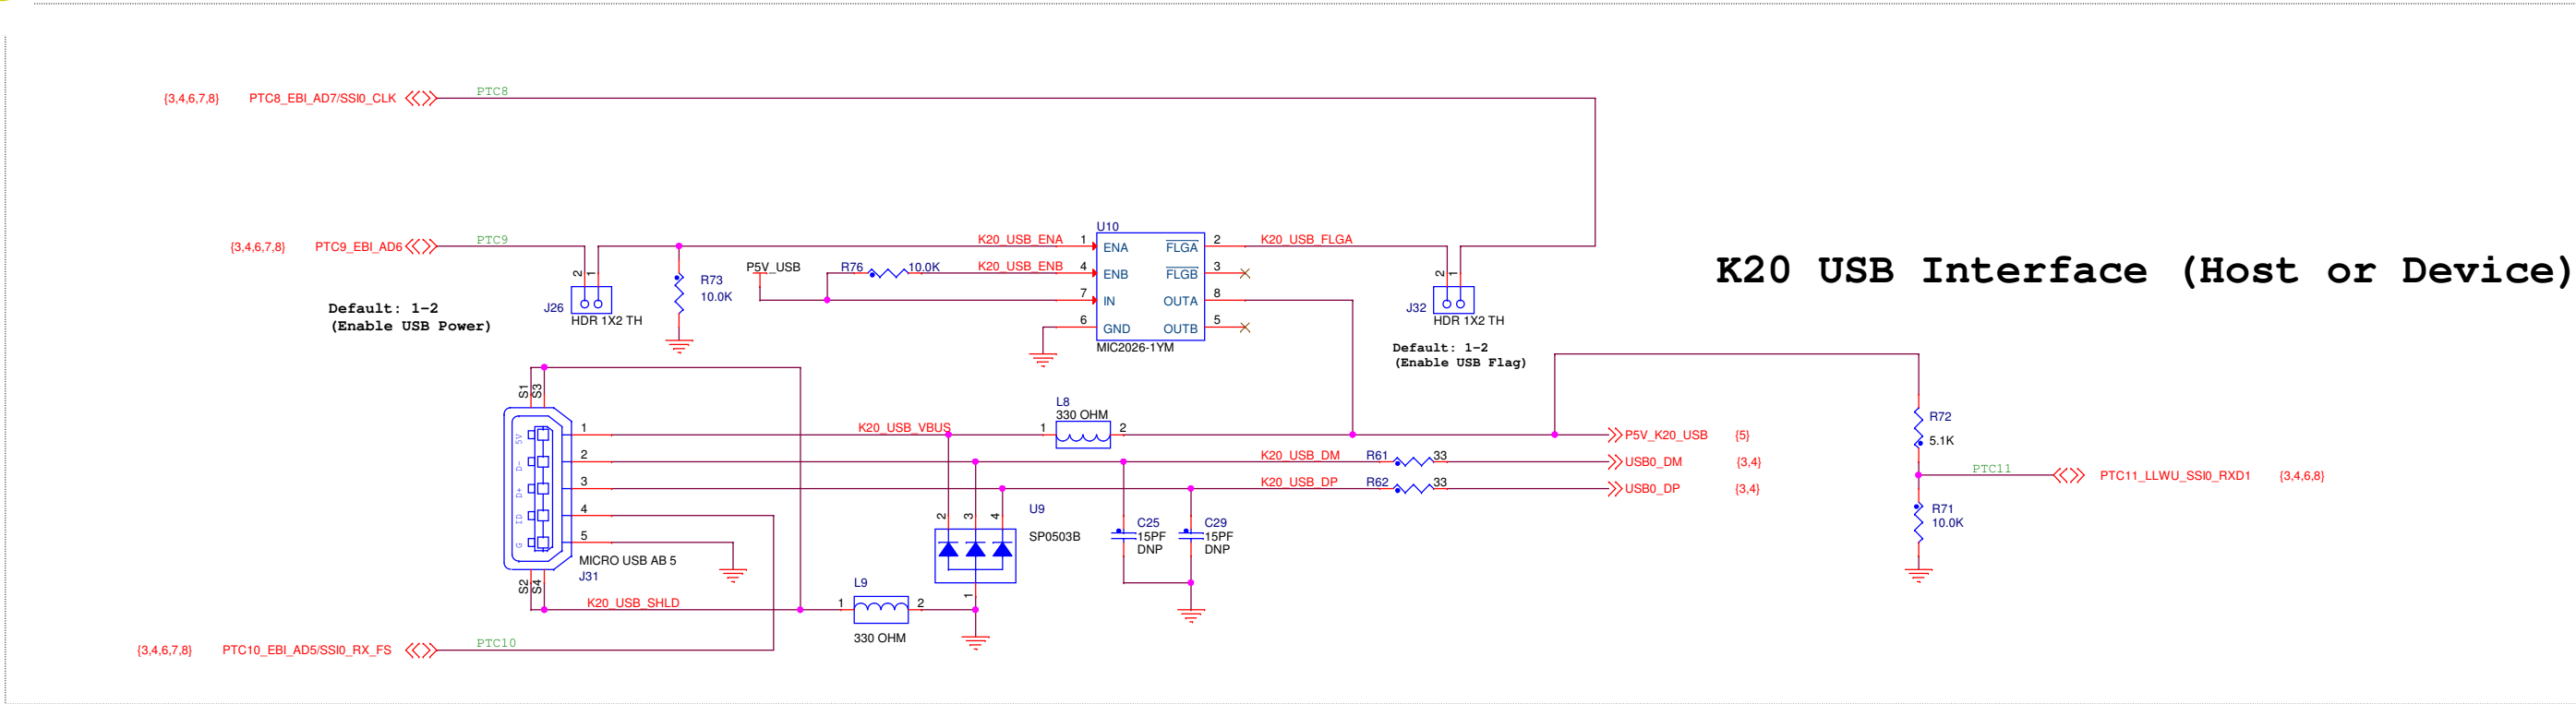 {3,4,6,7,8} PTC8_EBI_AD7/SSI0_CLK PTC8
{3,4,6,7,8} PTC9_EBI_AD6 PTC9
2 1
J26
HDR 1X2 TH
Default: 1-2
(Enable USB Power)
R73
10.0K
P5V_USB
R76 10.0K
K20_USB_ENA
K20_USB_ENB
U10
1 ENA FLGA 2
4 ENB FLGB 3
7 IN OUTA 8
6 GND OUTB 5
MIC2026-1YM
K20_USB_FLGA
2 1
J32
HDR 1X2 TH
Default: 1-2
(Enable USB Flag)
K20 USB Interface (Host or Device)
S1 S3
5V 1
D- 2
D+ 3
ID 4
G 5
S2 S4
MICRO USB AB 5
J31
K20_USB_VBUS
L8
330 OHM
1 2
P5V_K20_USB {5}
K20_USB_DM R61 33 USB0_DM {3,4}
K20_USB_DP R62 33 USB0_DP {3,4}
2 3 4
U9
SP0503B
1
C25
15PF
DNP
C29
15PF
DNP
K20_USB_SHLD
L9
1 2
330 OHM
R72
5.1K
PTC11 PTC11_LLWU_SSI0_RXD1 {3,4,6,8}
R71
10.0K
{3,4,6,7,8} PTC10_EBI_AD5/SSI0_RX_FS PTC10